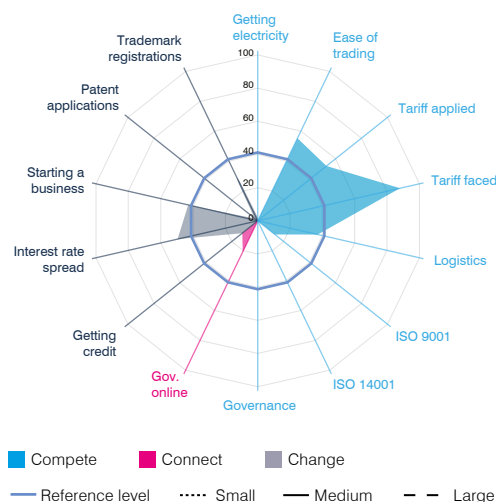 Getting
electricity
Ease of
trading
Tariff applied
Tariff faced
Logistics
ISO 9001
ISO 14001
Governance
Gov.
online
Getting
credit
Interest rate
spread
Starting a
business
Patent
applications
Trademark
registrations
100
80
60
40
20
0
Compete Connect Change
Reference level Small Medium Large